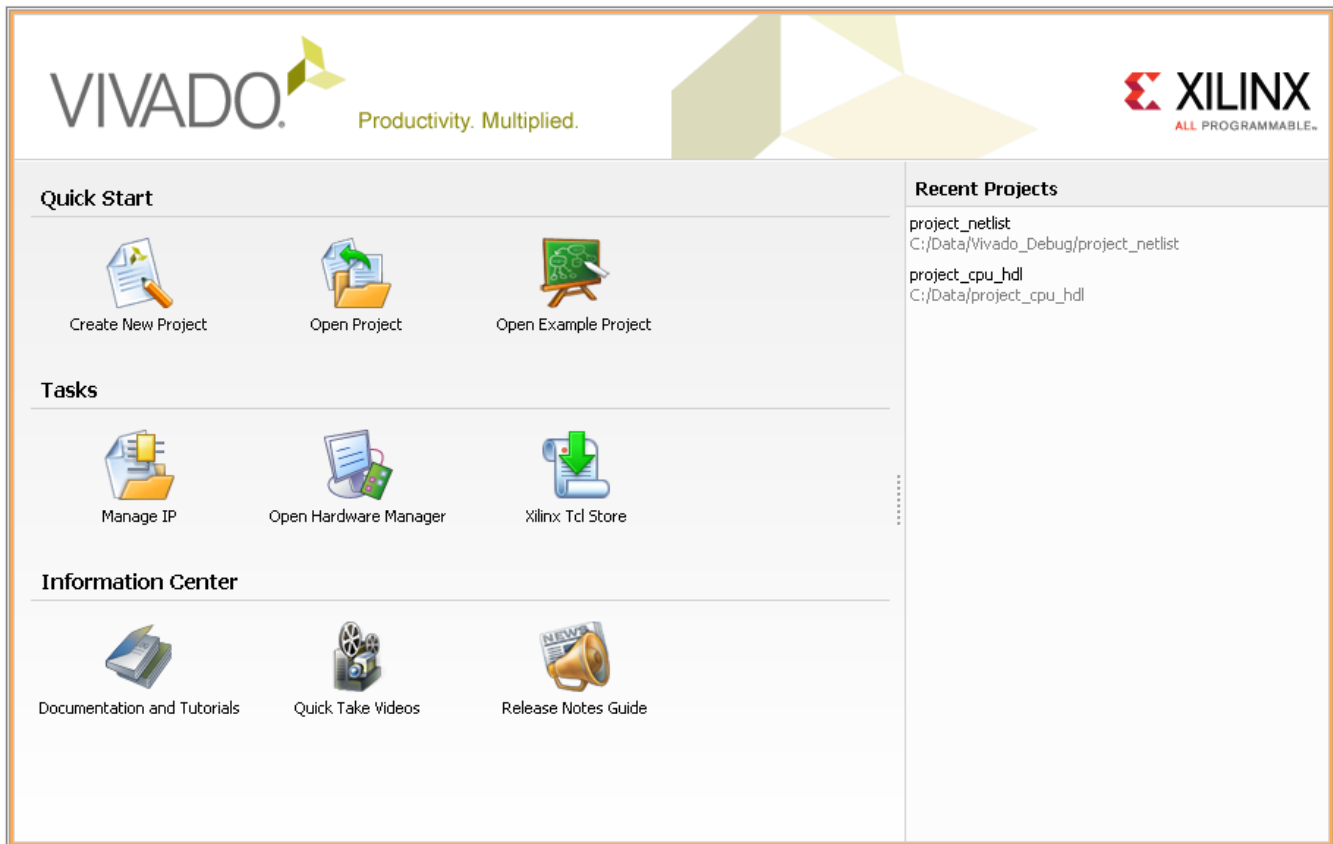 VIVADO.
Productivity. Multiplied.
XILINX
ALL PROGRAMMABLE™
Quick Start
Create New Project
Open Project
Open Example Project
Tasks
Manage IP
Open Hardware Manager
Xilinx Tcl Store
Information Center
NEWS
Documentation and Tutorials
Quick Take Videos
Release Notes Guide
Recent Projects
project_netlist
C:/Data/Vivado_Debug/project_netlist
project_cpu_hdl
C:/Data/project_cpu_hdl